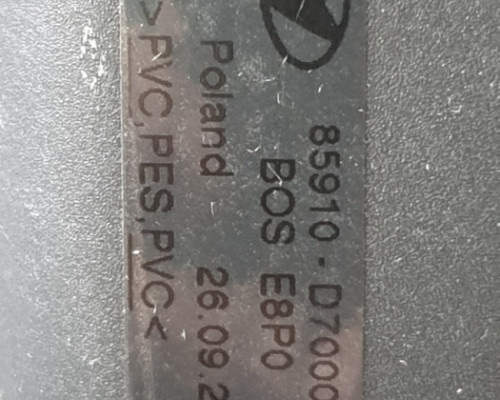 85910 - D7000
BOS E8P0
Poland 26.09.2
>PVC,PES,PVC<